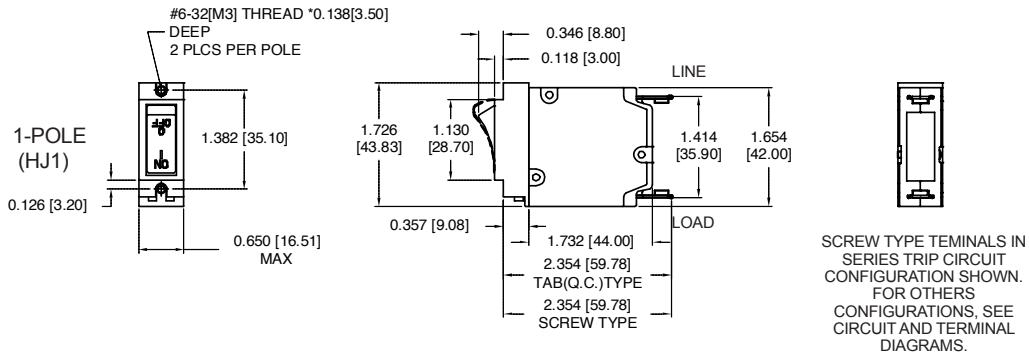 #6-32[M3] THREAD *0.138[3.50]
DEEP
2 PLCS PER POLE
1-POLE
(HJ1)
OFF
O
I
ON
1.382 [35.10]
0.126 [3.20]
0.650 [16.51]
MAX
0.346 [8.80]
0.118 [3.00]
LINE
1.726
[43.83]
1.130
[28.70]
1.414
[35.90]
1.654
[42.00]
LOAD
0.357 [9.08]
1.732 [44.00]
2.354 [59.78]
TAB(Q.C.)TYPE
2.354 [59.78]
SCREW TYPE
SCREW TYPE TEMINALS IN
SERIES TRIP CIRCUIT
CONFIGURATION SHOWN.
FOR OTHERS
CONFIGURATIONS, SEE
CIRCUIT AND TERMINAL
DIAGRAMS.